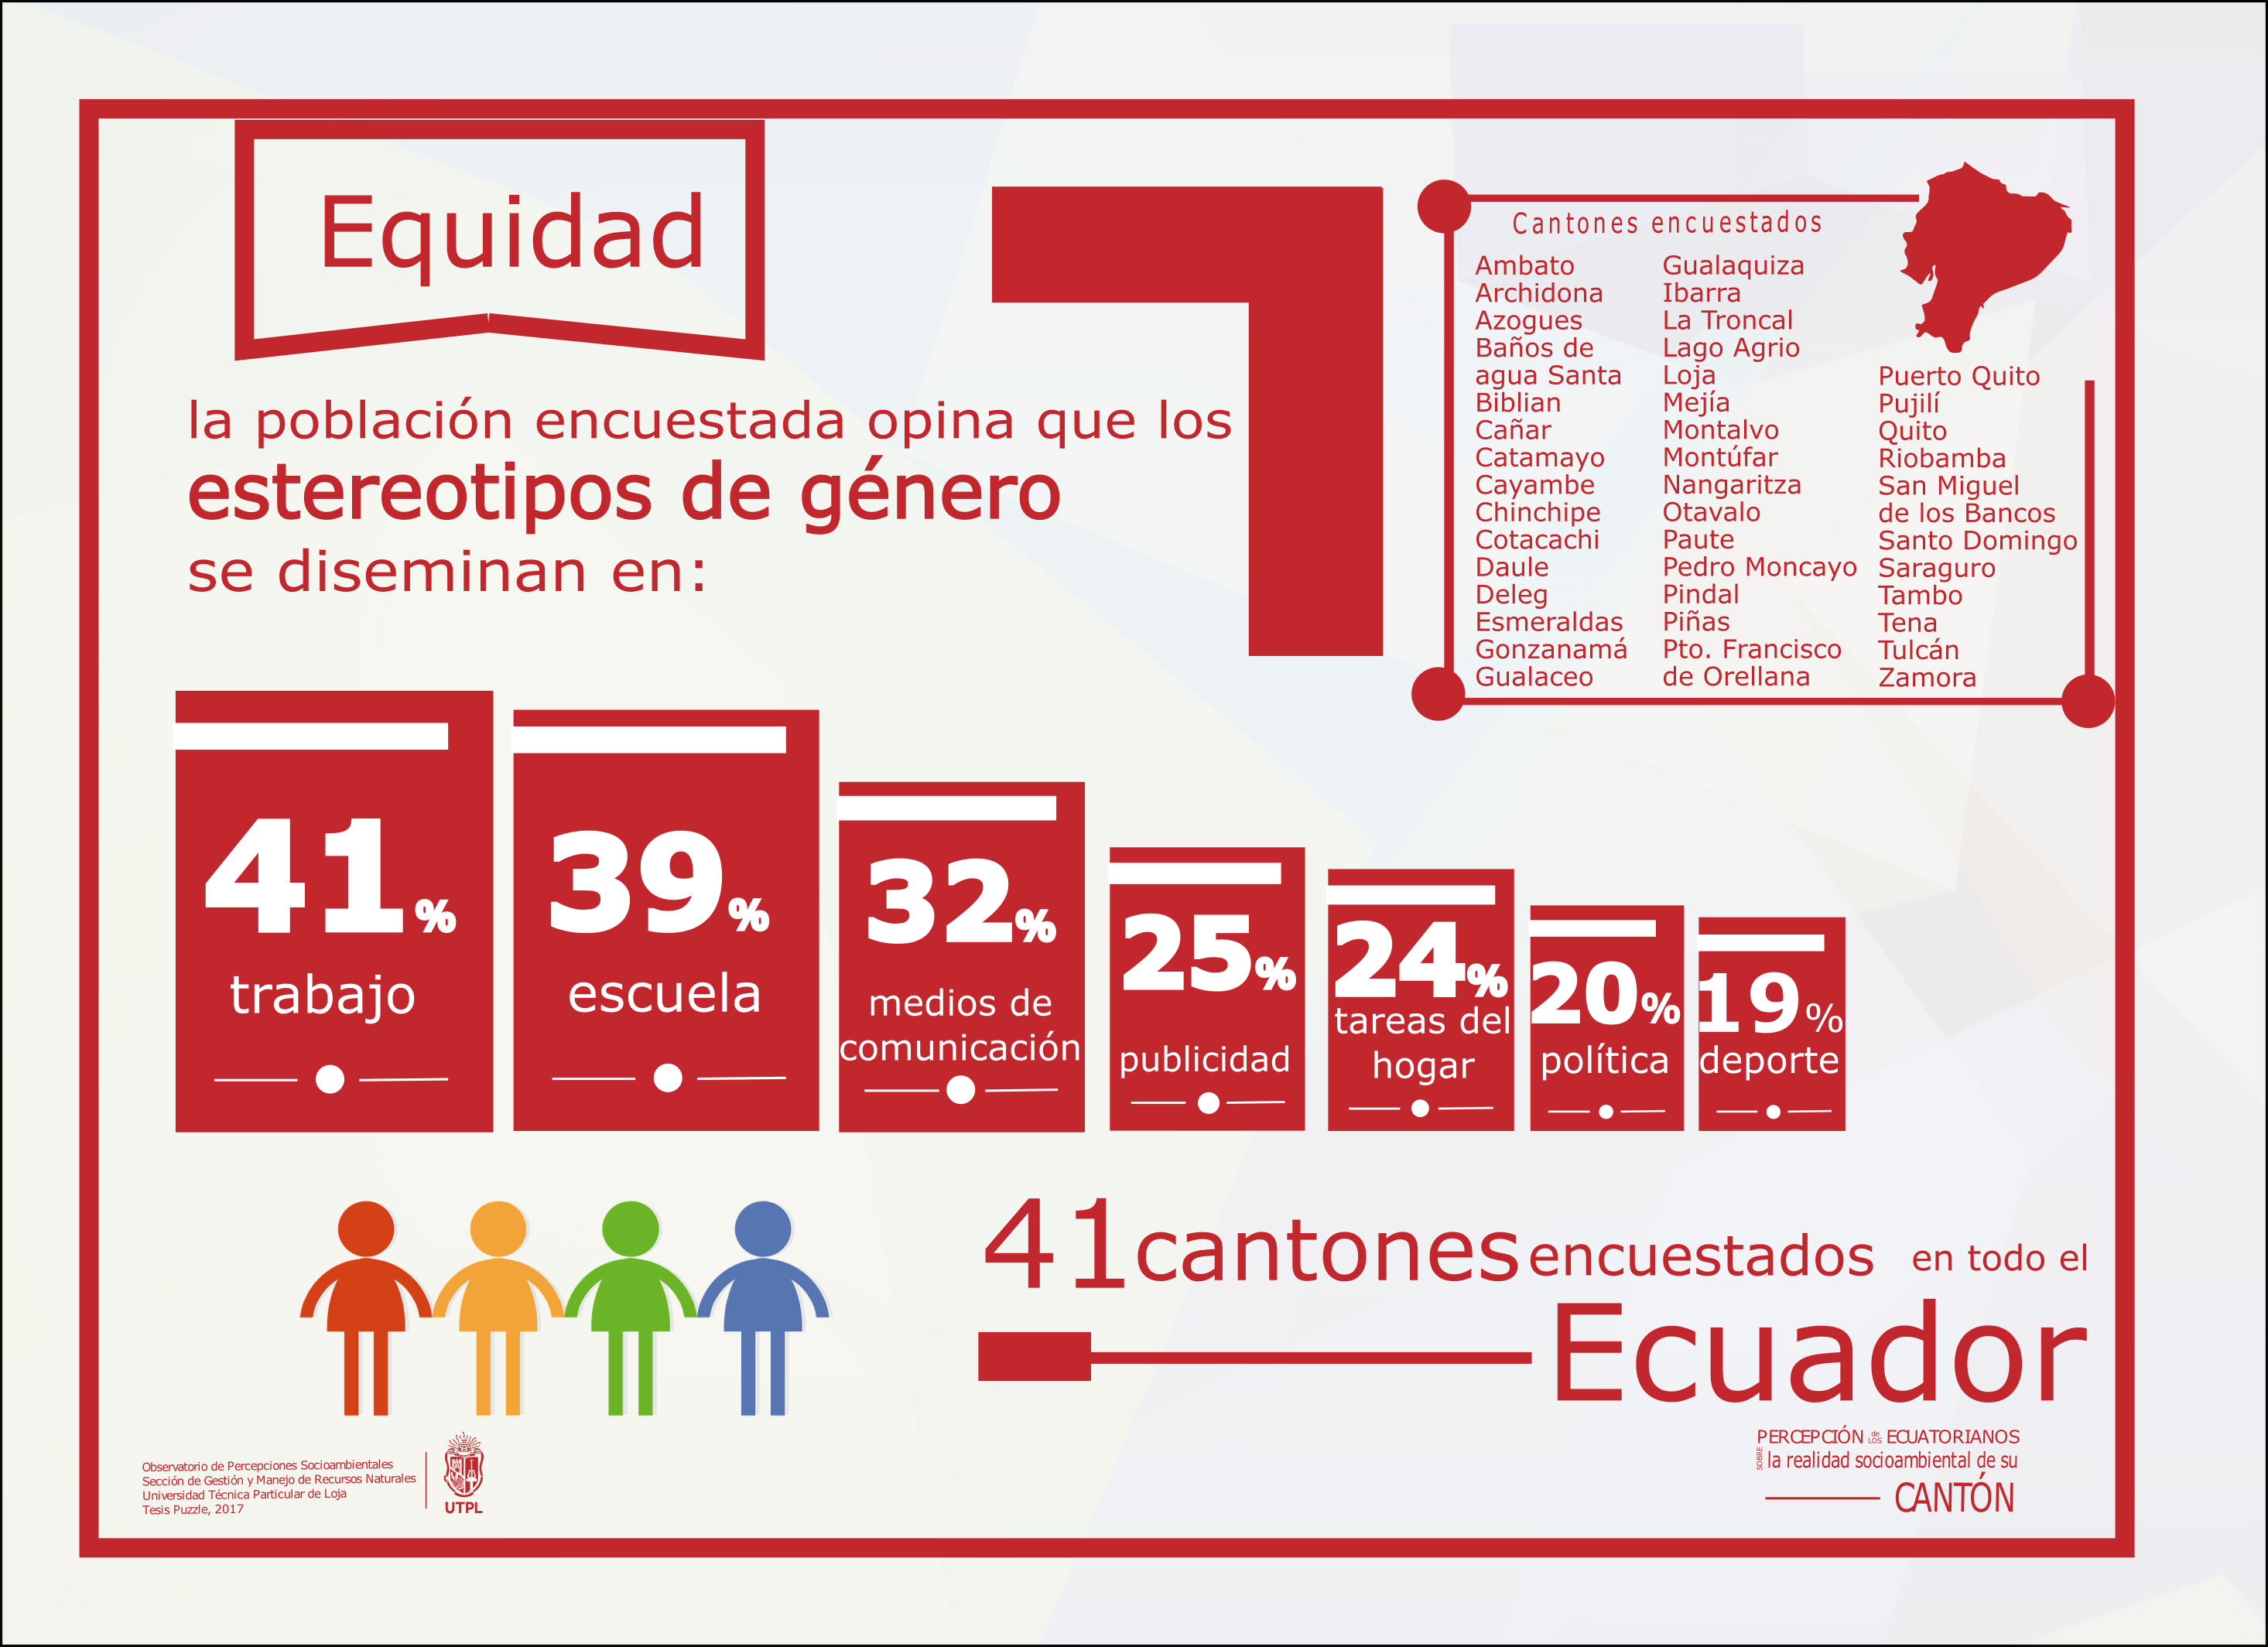 Equidad
la población encuestada opina que los
estereotipos de género
se diseminan en:
Cantones encuestados
Ambato
Archidona
Azogues
Baños de
agua Santa
Biblian
Cañar
Catamayo
Cayambe
Chinchipe
Cotacachi
Daule
Deleg
Esmeraldas
Gonzanamá
Gualaceo
Gualaquiza
Ibarra
La Troncal
Lago Agrio
Loja
Mejía
Montalvo
Montúfar
Nangaritza
Otavalo
Paute
Pedro Moncayo
Pindal
Piñas
Pto. Francisco
de Orellana
Puerto Quito
Pujilí
Quito
Riobamba
San Miguel
de los Bancos
Santo Domingo
Saraguro
Tambo
Tena
Tulcán
Zamora
41%
trabajo
39%
escuela
32%
medios de
comunicación
25%
publicidad
24%
tareas del
hogar
20%
política
19%
deporte
41 cantones encuestados en todo el
Ecuador
Observatorio de Percepciones Socioambientales
Sección de Gestión y Manejo de Recursos Naturales
Universidad Técnica Particular de Loja
Tesis Puzzle, 2017
UTPL
PERCEPCIÓN de LOS ECUATORIANOS
SOBRE la realidad socioambiental de su
CANTÓN